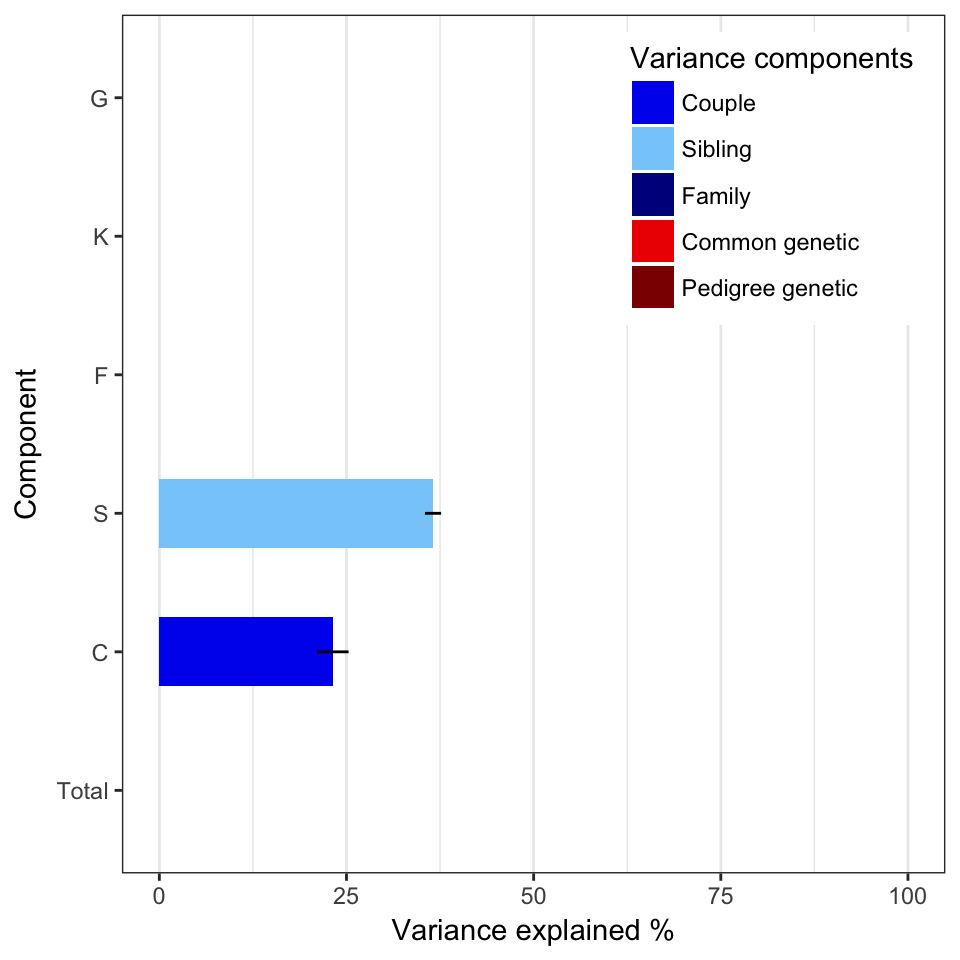 Variance components
Couple
Sibling
Family
Common genetic
Pedigree genetic
Component
G
K
F
S
C
Total
0 25 50 75 100
Variance explained %